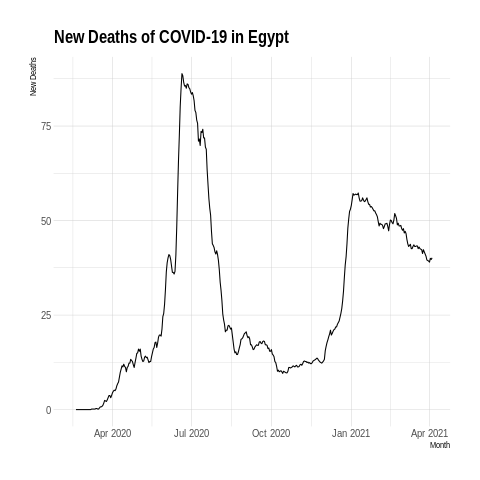 New Deaths of COVID-19 in Egypt
New Deaths
75
50
25
0
Apr 2020 Jul 2020 Oct 2020 Jan 2021 Apr 2021
Month